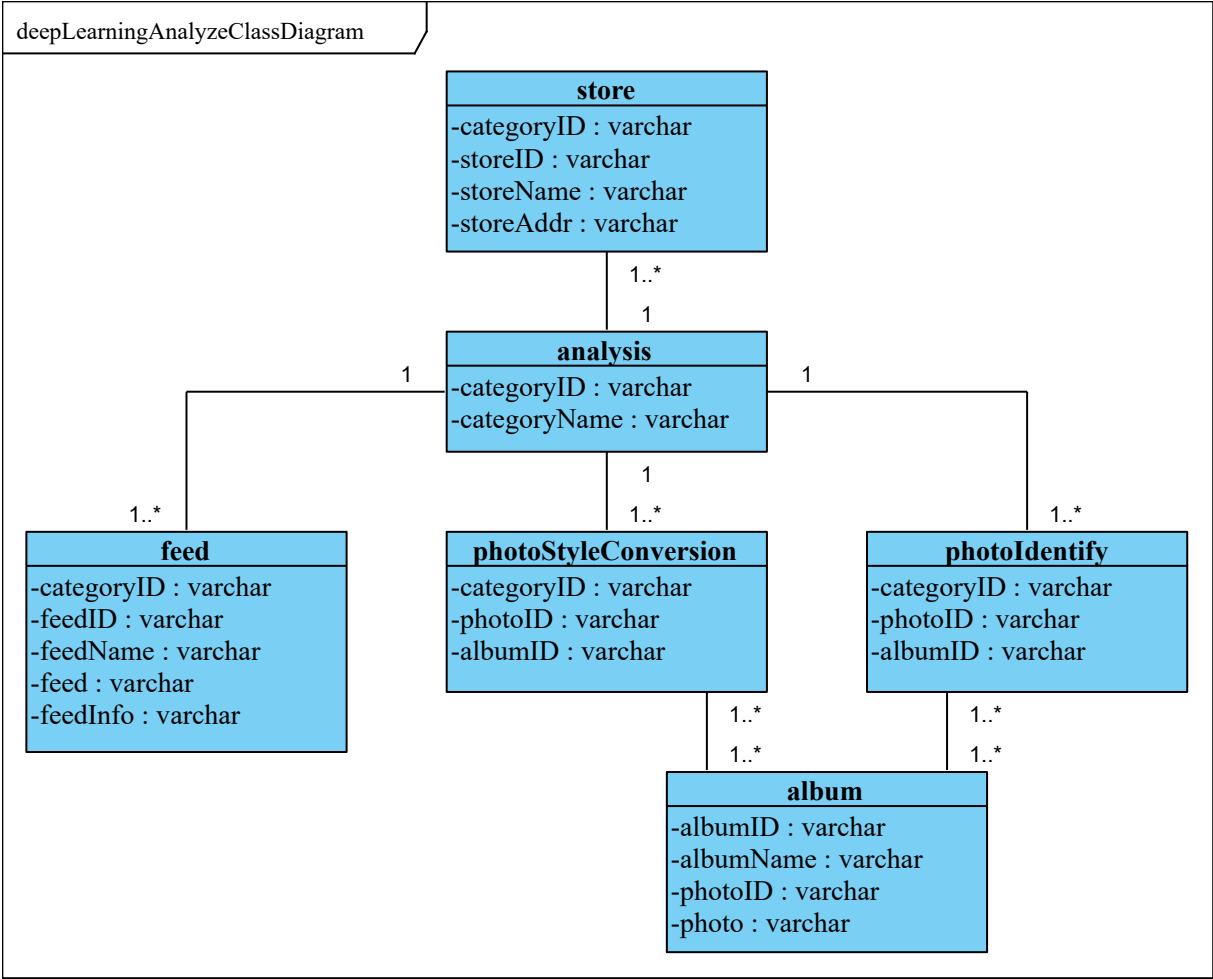 deepLearningAnalyzeClassDiagram
store
-categoryID : varchar
-storeID : varchar
-storeName : varchar
-storeAddr : varchar
1..*
1
analysis
-categoryID : varchar
-categoryName : varchar
1
1
1
1..*
1..*
1..*
feed
-categoryID : varchar
-feedID : varchar
-feedName : varchar
-feed : varchar
-feedInfo : varchar
photoStyleConversion
-categoryID : varchar
-photoID : varchar
-albumID : varchar
photoIdentify
-categoryID : varchar
-photoID : varchar
-albumID : varchar
1..*
1..*
1..*
1..*
album
-albumID : varchar
-albumName : varchar
-photoID : varchar
-photo : varchar